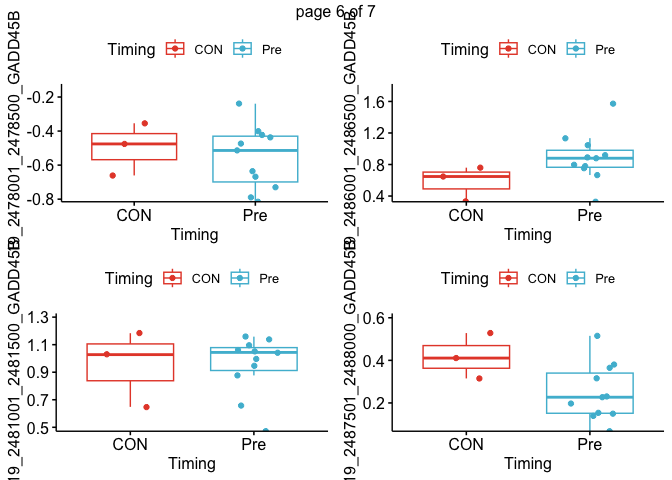 page 6 of 7
19_2478001_2478500_GADD45B
Timing CON Pre
-0.2
-0.4
-0.6
-0.8
CON Pre
Timing
19_2486001_2486500_GADD45B
Timing CON Pre
1.6
1.2
0.8
0.4
CON Pre
Timing
19_2481001_2481500_GADD45B
Timing CON Pre
1.3
1.1
0.9
0.7
0.5
CON Pre
Timing
19_2487501_2488000_GADD45B
Timing CON Pre
0.6
0.4
0.2
CON Pre
Timing